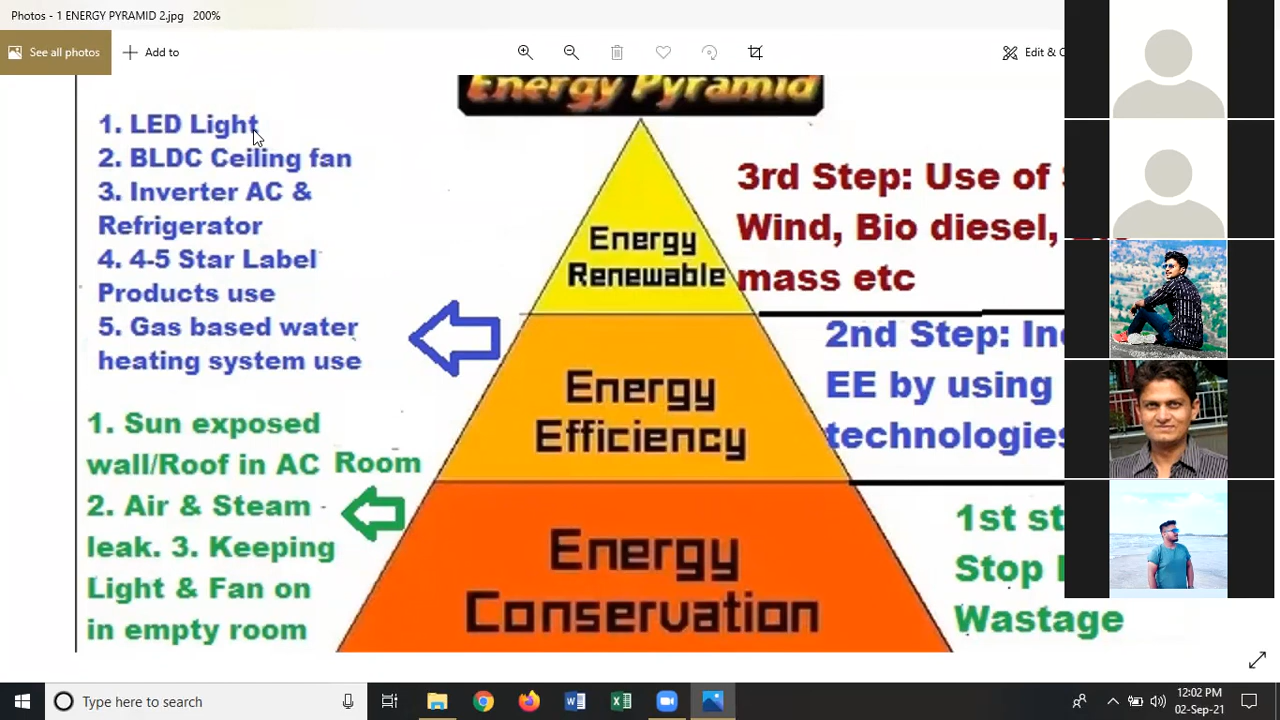 Photos - 1 ENERGY PYRAMID 2.jpg 200%
See all photos
Add to
Edit &
Energy Pyramid
1. LED Light
2. BLDC Ceiling fan
3. Inverter AC &
Refrigerator
4. 4-5 Star Label
Products use
5. Gas based water
heating system use
1. Sun exposed
wall/Roof in AC Room
2. Air & Steam
leak. 3. Keeping
Light & Fan on
in empty room
Energy
Renewable
Energy
Efficiency
Energy
Conservation
3rd Step: Use of
Wind, Bio diesel,
mass etc
2nd Step:
EE by using
technologies
1st
Stop
Wastage
Type here to search
12:02 PM
02-Sep-21